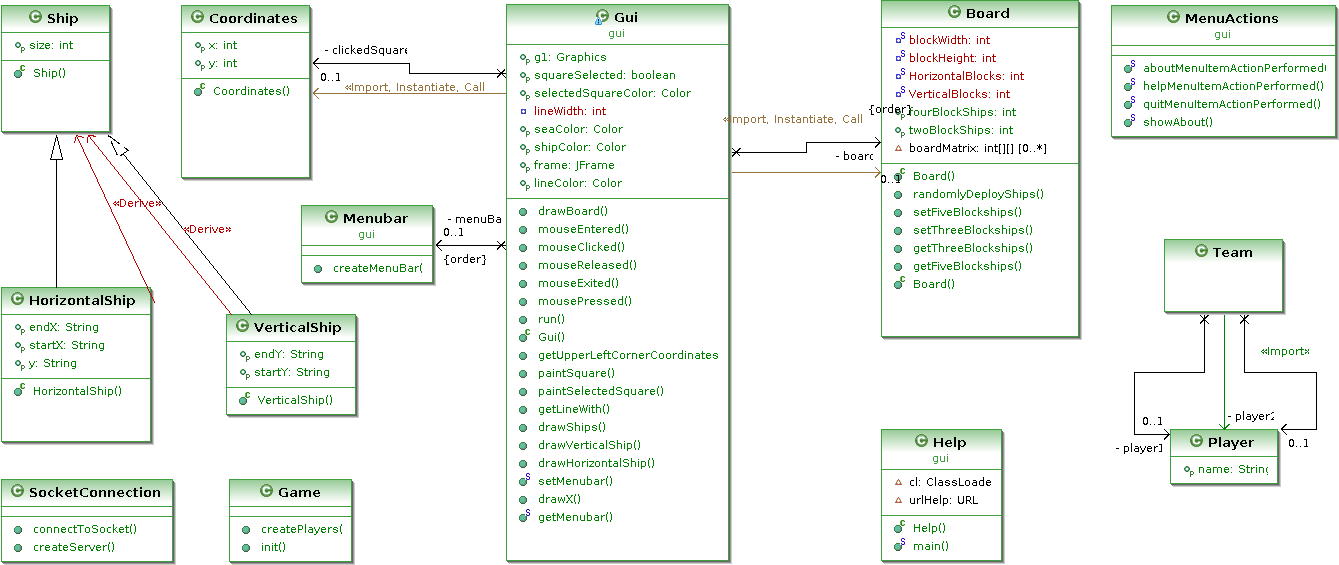 Ship
size: int
Ship()
Coordinates
x: int
y: int
Coordinates()
- clickedSquare
0..1
«Import, Instantiate, Call
Gui
gui
g1: Graphics
squareSelected: boolean
selectedSquareColor: Color
lineWidth: int
seaColor: Color
shipColor: Color
frame: JFrame
lineColor: Color
drawBoard()
mouseEntered()
mouseClicked()
mouseReleased()
mouseExited()
mousePressed()
run()
Gui()
getUpperLeftCornerCoordinates
paintSquare()
paintSelectedSquare()
getLineWith()
drawShips()
drawVerticalShip()
drawHorizontalShip()
setMenubar()
drawX()
getMenubar()
«Import, Instantiate, Call
{order}
- board
0..1
Board
blockWidth: int
blockHeight: int
HorizontalBlocks: int
VerticalBlocks: int
fourBlockShips: int
twoBlockShips: int
boardMatrix: int[][] [0..*]
Board()
randomlyDeployShips()
setFiveBlockships()
setThreeBlockships()
getThreeBlockships()
getFiveBlockships()
Board()
MenuActions
gui
aboutMenuItemActionPerformed(
helpMenuItemActionPerformed()
quitMenuItemActionPerformed()
showAbout()
«Derive»
«Derive»
Menubar
gui
createMenuBar(
- menuBa
0..1
{order}
HorizontalShip
endX: String
startX: String
y: String
HorizontalShip()
VerticalShip
endY: String
startY: String
VerticalShip()
Team
«Import»
0..1
- player1
- player2
0..1
Player
name: String
SocketConnection
connectToSocket()
createServer()
Game
createPlayers(
init()
Help
gui
cl: ClassLoade
urlHelp: URL
Help()
main()